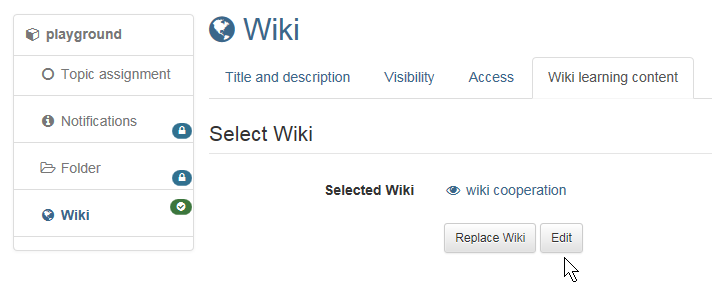 playground
Topic assignment
Notifications
Folder
Wiki
Wiki
Title and description Visibility Access Wiki learning content
Select Wiki
Selected Wiki wiki cooperation
Replace Wiki Edit